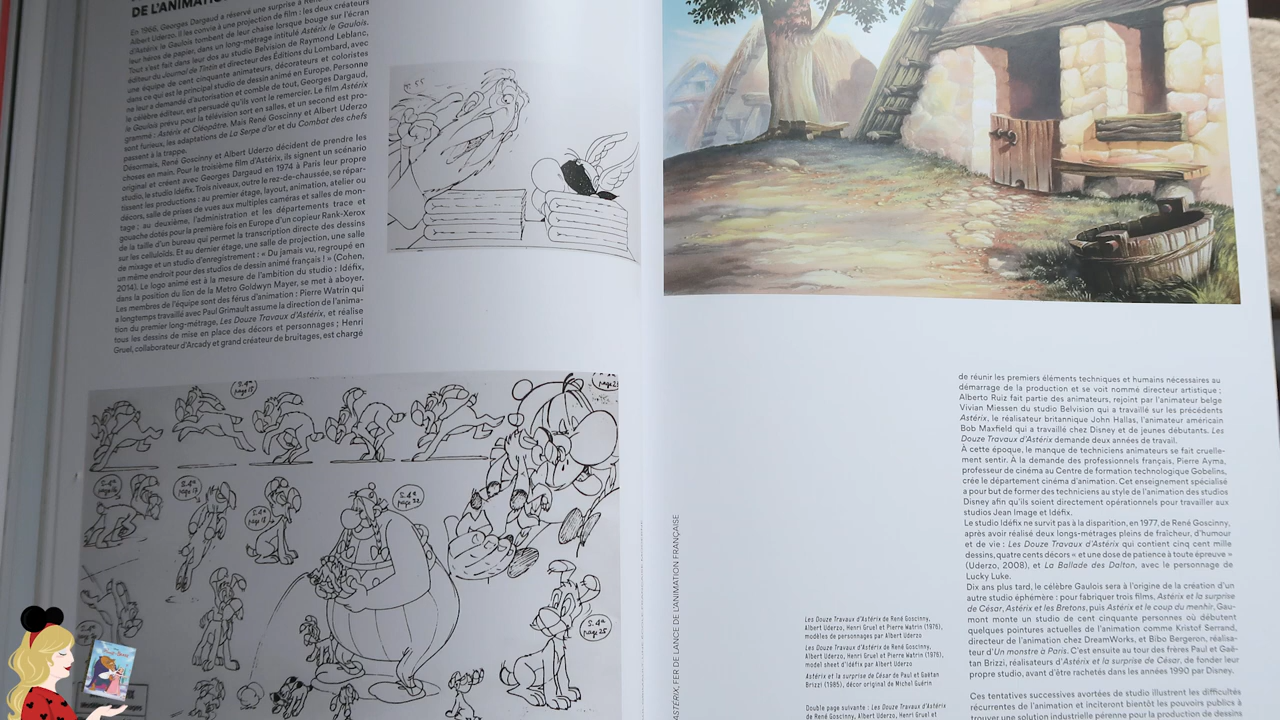 DE L'ANIMATION
En 1966, Georges Dargaud a réservé une surprise à René
Albert Uderzo. Il les convie à une projection de film : les deux créateurs
d'Astérix le Gaulois tombent de leur chaise lorsque bouge sur l'écran
leur héros de papier, dans un long-métrage intitulé Astérix le Gaulois.
Tout s'est fait dans leur dos au studio Belvision de Raymond Leblanc,
éditeur du Journal de Tintin et directeur des Éditions du Lombard, avec
une équipe de cent cinquante animateurs, décorateurs et coloristes
dans ce qui est le principal studio de dessin animé en Europe. Personne
ne leur a demandé d'autorisation et comble de tout, Georges Dargaud,
le célèbre éditeur, est persuadé qu'ils vont le remercier. Le film Astérix
le Gaulois prévu pour la télévision sort en salles, et un second est pro-
grammé : Astérix et Cléopâtre. Mais René Goscinny et Albert Uderzo
sont furieux, les adaptations de La Serpe d'or et du Combat des chefs
passent à la trappe.
Désormais, René Goscinny et Albert Uderzo décident de prendre les
choses en main. Pour le troisième film d'Astérix, ils signent un scénario
original et créent avec Georges Dargaud en 1974 à Paris leur propre
studio, le studio Idéfix. Trois niveaux, outre le rez-de-chaussée, se répar-
tissent les productions : au premier étage, layout, animation, atelier ou
décors, salle de prises de vues aux multiples caméras et salles de mon-
tage ; au deuxième, l'administration et les départements trace et
gouache dotés pour la première fois en Europe d'un copieur Rank-Xerox
de la taille d'un bureau qui permet la transcription directe des dessins
sur les celluloïds. Et au dernier étage, une salle de projection, une salle
de mixage et un studio d'enregistrement : « Du jamais vu, regroupé en
un même endroit pour des studios de dessin animé français ! » (Cohen,
2014). Le logo animé est à la mesure de l'ambition du studio : Idéfix,
dans la position du lion de la Metro Goldwyn Mayer, se met à aboyer.
Les membres de l'équipe sont des férus d'animation : Pierre Watrin qui
a longtemps travaillé avec Paul Grimault assume la direction de l'anima-
tion du premier long-métrage, Les Douze Travaux d'Astérix, et réalise
tous les dessins de mise en place des décors et personnages ; Henri
Gruel, collaborateur d'Arcady et grand créateur de bruitages, est chargé
S.4A
page 22
S.4A
page 25
ASTÉRIX, FER DE LANCE DE L'ANIMATION FRANÇAISE
Les Douze Travaux d'Astérix de René Goscinny,
Albert Uderzo, Henri Gruel et Pierre Watrin (1976),
modèles de personnages par Albert Uderzo
Les Douze Travaux d'Astérix de René Goscinny,
Albert Uderzo, Henri Gruel et Pierre Watrin (1976),
model sheet d'Idéfix par Albert Uderzo
Astérix et la surprise de César de Paul et Gaëtan
Brizzi (1985), décor original de Michel Guérin
Double page suivante : Les Douze Travaux d'Astérix
de René Goscinny, Albert Uderzo, Henri Gruel et
de réunir les premiers éléments techniques et humains nécessaires au
démarrage de la production et se voit nommé directeur artistique ;
Alberto Ruiz fait partie des animateurs, rejoint par l'animateur belge
Vivian Miessen du studio Belvision qui a travaillé sur les précédents
Astérix, le réalisateur britannique John Hallas, l'animateur américain
Bob Maxfield qui a travaillé chez Disney et de jeunes débutants. Les
Douze Travaux d'Astérix demande deux années de travail.
À cette époque, le manque de techniciens animateurs se fait cruelle-
ment sentir. À la demande des professionnels français, Pierre Ayma,
professeur de cinéma au Centre de formation technologique Gobelins,
crée le département cinéma d'animation. Cet enseignement spécialisé
a pour but de former des techniciens au style de l'animation des studios
Disney afin qu'ils soient directement opérationnels pour travailler aux
studios Jean Image et Idéfix.
Le studio Idéfix ne survit pas à la disparition, en 1977, de René Goscinny,
après avoir réalisé deux longs-métrages pleins de fraîcheur, d'humour
et de vie : Les Douze Travaux d'Astérix qui contient cinq cent mille
dessins, quatre cents décors « et une dose de patience à toute épreuve »
(Uderzo, 2008), et La Ballade des Dalton, avec le personnage de
Lucky Luke.
Dix ans plus tard, le célèbre Gaulois sera à l'origine de la création d'un
autre studio éphémère : pour fabriquer trois films, Astérix et la surprise
de César, Astérix et les Bretons, puis Astérix et le coup du menhir, Gau-
mont monte un studio de cent cinquante personnes où débutent
quelques pointures actuelles de l'animation comme Kristof Serrand,
directeur de l'animation chez DreamWorks, et Bibo Bergeron, réalisa-
teur d'Un monstre à Paris. C'est ensuite au tour des frères Paul et Gaë-
tan Brizzi, réalisateurs d'Astérix et la surprise de César, de fonder leur
propre studio, avant d'être rachetés dans les années 1990 par Disney.
Ces tentatives successives avortées de studio illustrent les difficultés
récurrentes de l'animation et inciteront bientôt les pouvoirs publics à
trouver une solution industrielle pérenne pour la production de dessins